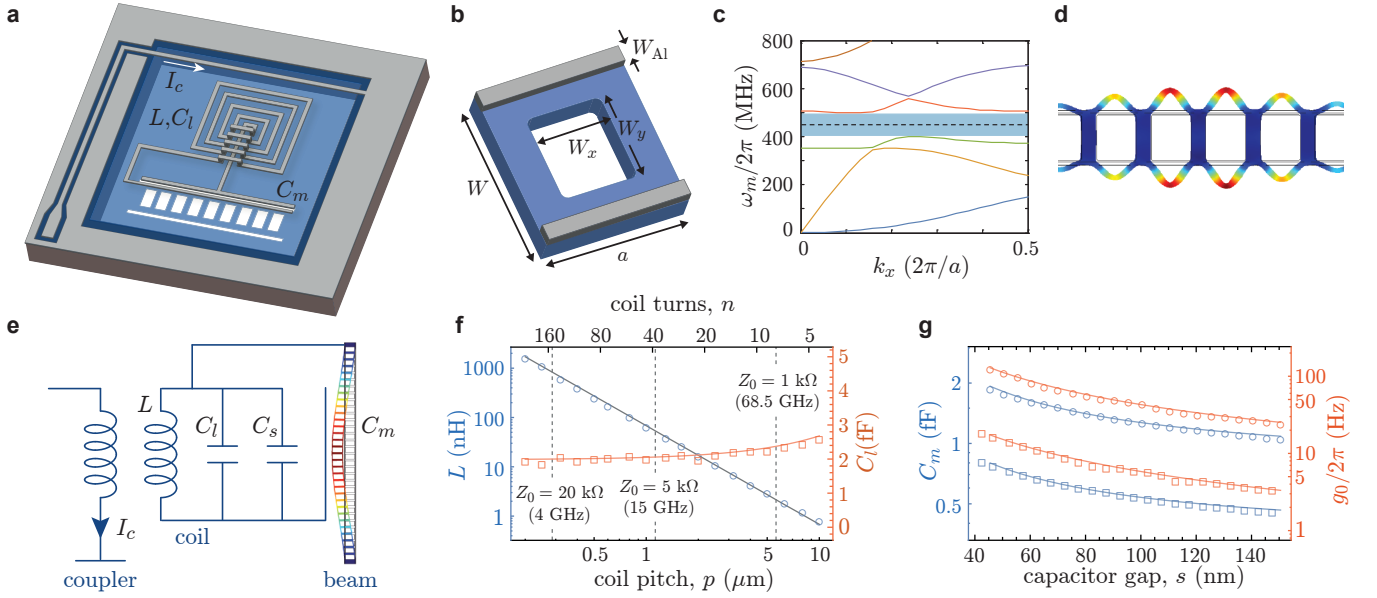 a
I_c
L,C_l
C_m
b
W_Al
W_y
W_x
W
a
c
800
600
400
200
0
ω_m/2π (MHz)
0
0.5
k_x (2π/a)
d
e
L
C_l
C_s
C_m
I_c
coil
coupler
beam
f
coil turns, n
160 80 40 20 10 5
1000
100
10
1
L (nH)
Z_0 = 1 kΩ
(68.5 GHz)
Z_0 = 20 kΩ
(4 GHz)
Z_0 = 5 kΩ
(15 GHz)
5
4
3
2
1
0
C_l(fF)
0.5 1 5 10
coil pitch, p (μm)
g
2
1
0.5
C_m (fF)
100
50
10
5
1
g_0/2π (Hz)
40 60 80 100 120 140
capacitor gap, s (nm)